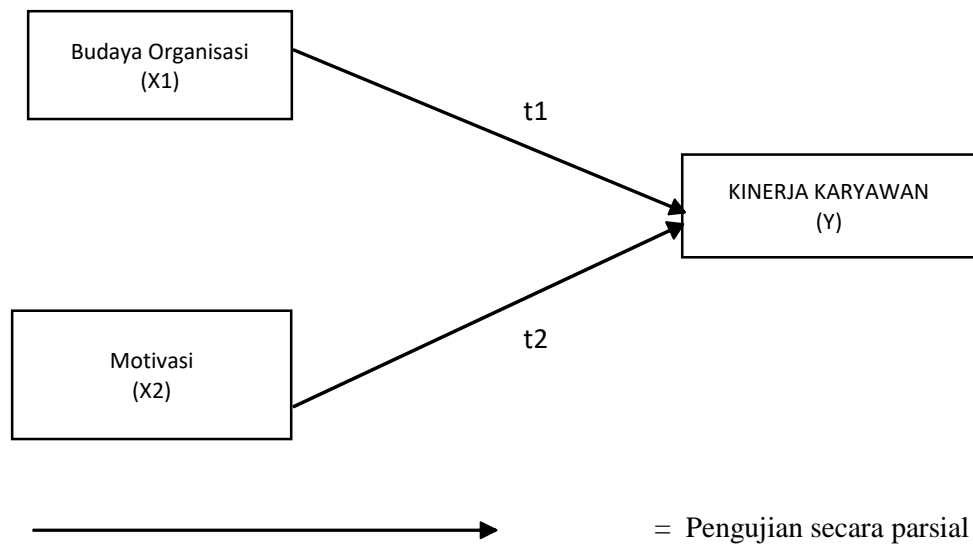 Budaya Organisasi
(X1)
t1
KINERJA KARYAWAN
(Y)
t2
Motivasi
(X2)
= Pengujian secara parsial